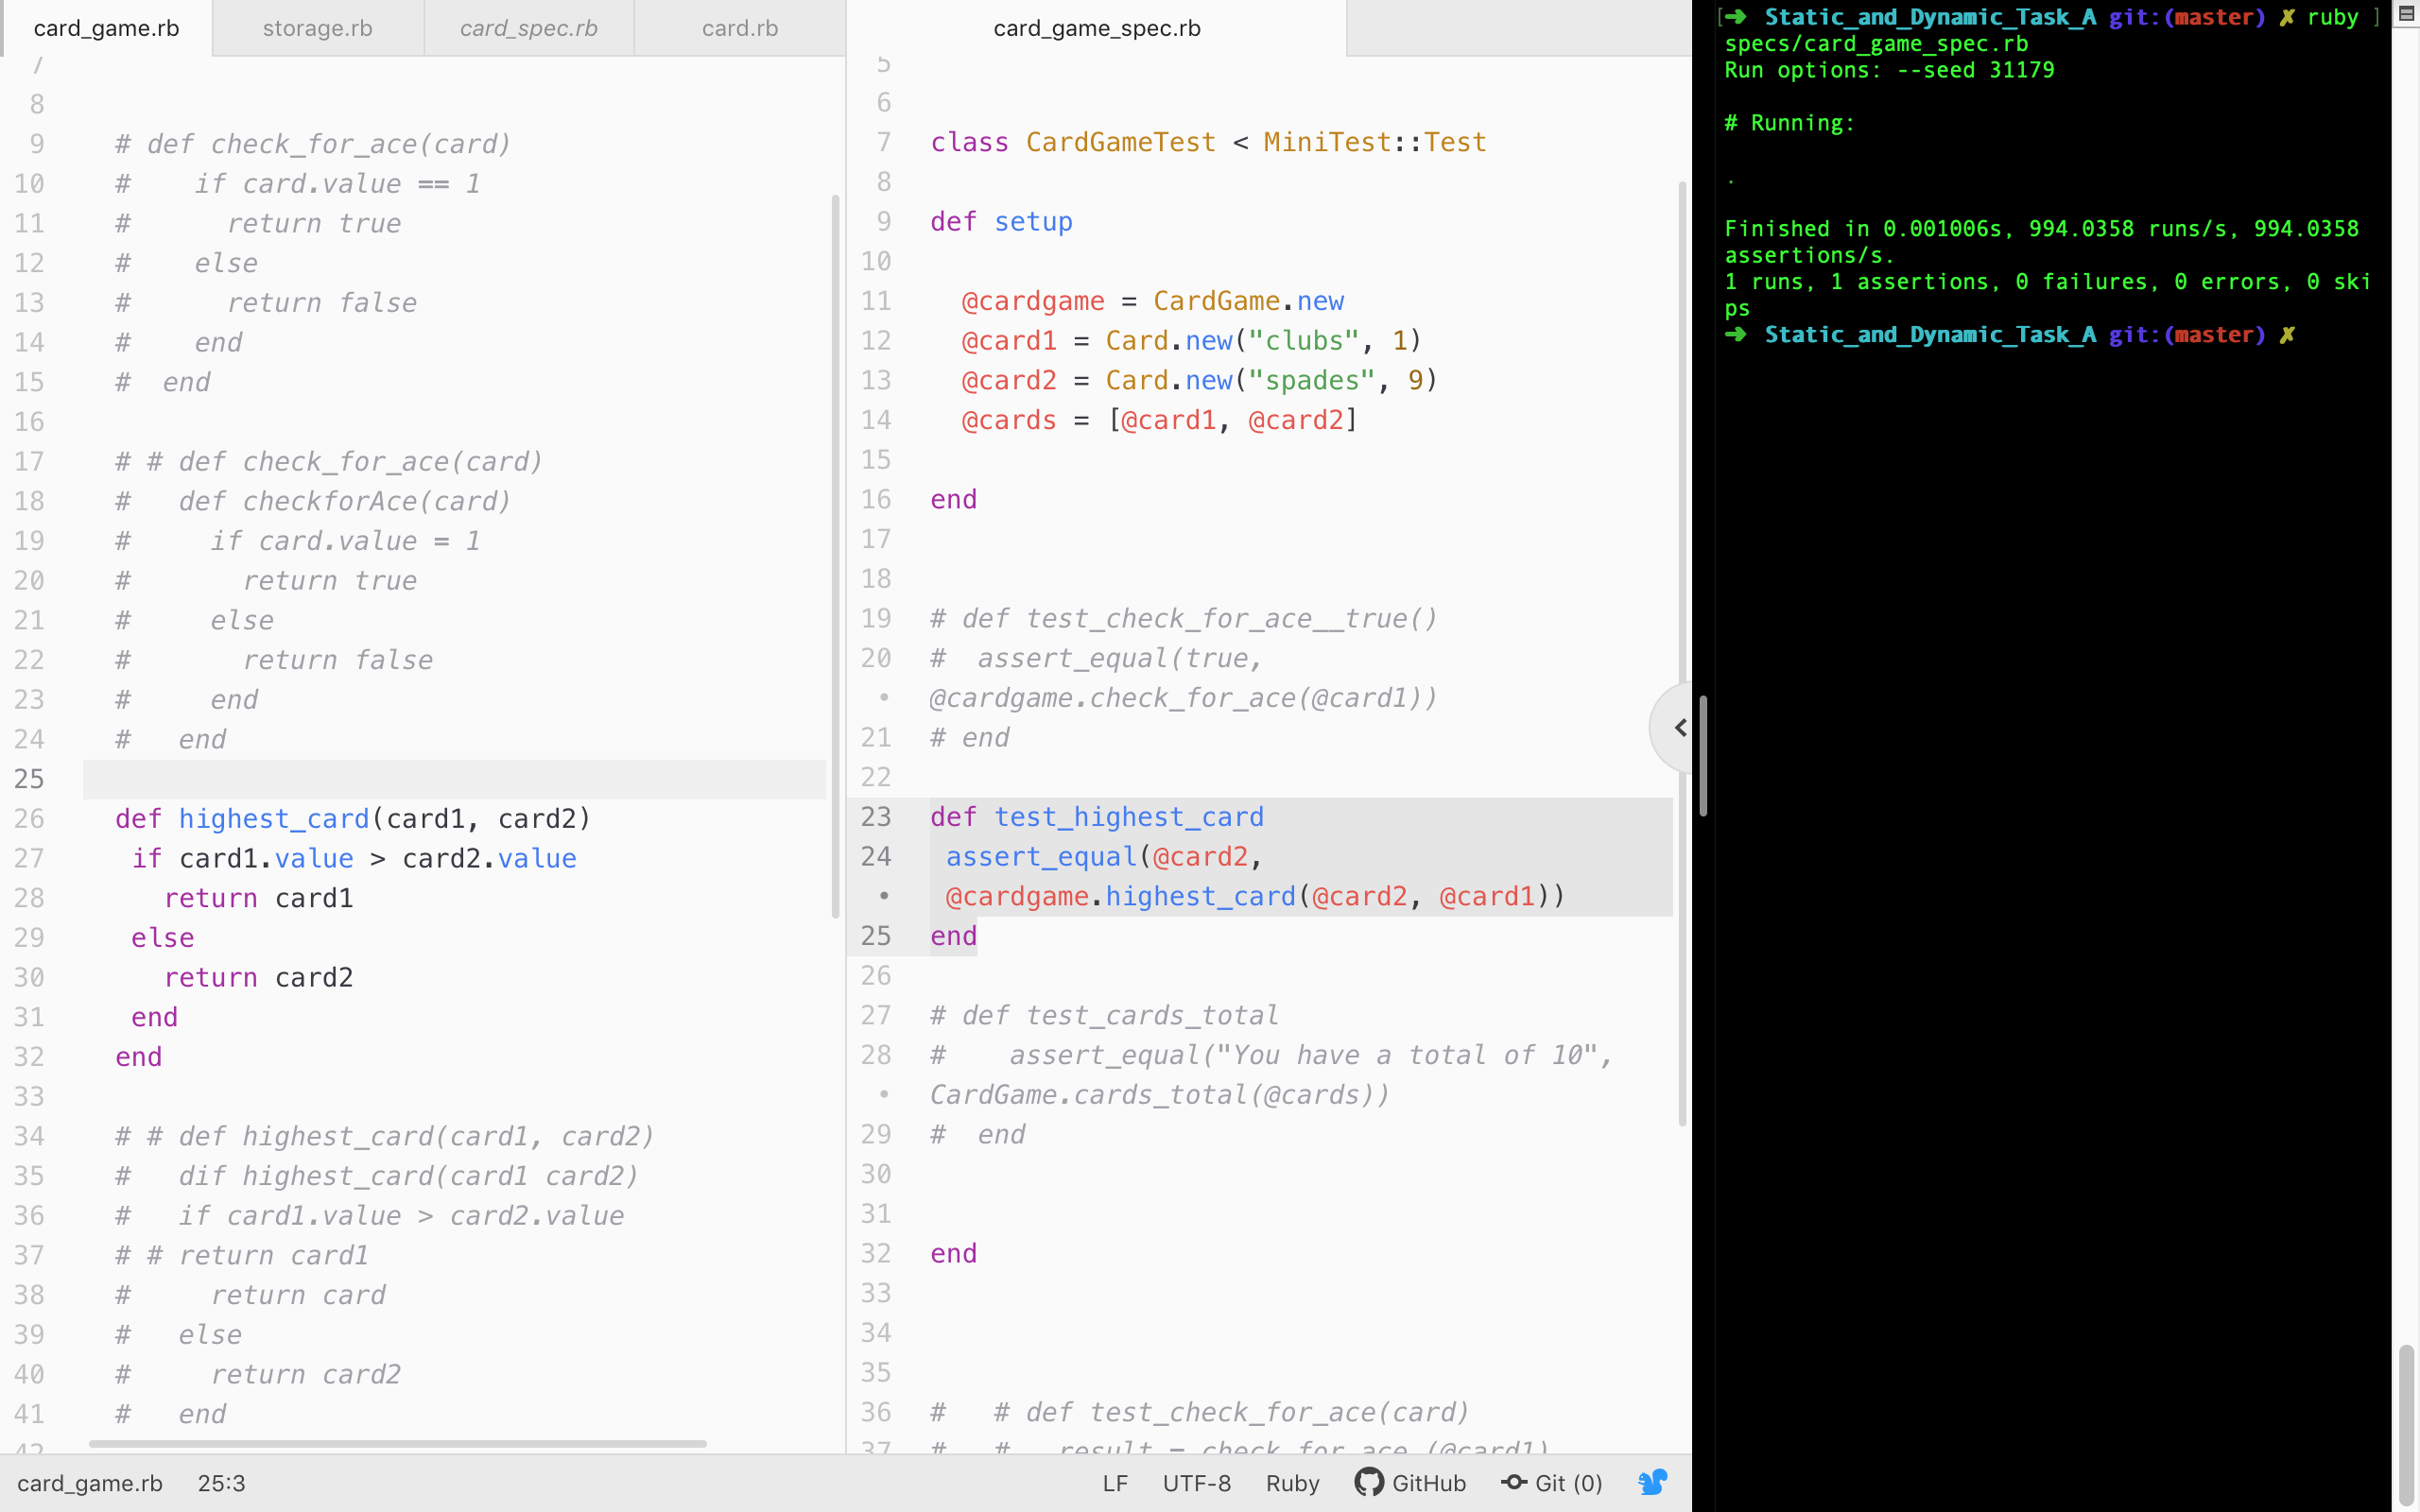 card_game.rb
storage.rb
card_spec.rb
card.rb
7
8
9 # def check_for_ace(card)
10 #    if card.value == 1
11 #      return true
12 #    else
13 #      return false
14 #    end
15 #  end
16
17 # # def check_for_ace(card)
18 #   def checkforAce(card)
19 #     if card.value = 1
20 #       return true
21 #     else
22 #       return false
23 #     end
24 #   end
25
26 def highest_card(card1, card2)
27  if card1.value > card2.value
28    return card1
29  else
30    return card2
31  end
32 end
33
34 # # def highest_card(card1, card2)
35 #   dif highest_card(card1 card2)
36 #   if card1.value > card2.value
37 # # return card1
38 #     return card
39 #   else
40 #     return card2
41 #   end
42
card_game_spec.rb
5
6
7 class CardGameTest < MiniTest::Test
8
9 def setup
10
11   @cardgame = CardGame.new
12   @card1 = Card.new("clubs", 1)
13   @card2 = Card.new("spades", 9)
14   @cards = [@card1, @card2]
15
16 end
17
18
19 # def test_check_for_ace__true()
20 #  assert_equal(true,
• @cardgame.check_for_ace(@card1))
21 # end
22
23 def test_highest_card
24  assert_equal(@card2,
•  @cardgame.highest_card(@card2, @card1))
25 end
26
27 # def test_cards_total
28 #    assert_equal("You have a total of 10",
• CardGame.cards_total(@cards))
29 #  end
30
31
32 end
33
34
35
36 #   # def test_check_for_ace(card)
37 #   #   result = check_for_ace (@card1)
[➜  Static_and_Dynamic_Task_A git:(master) ✗ ruby ]
specs/card_game_spec.rb
Run options: --seed 31179
# Running:
.
Finished in 0.001006s, 994.0358 runs/s, 994.0358
assertions/s.
1 runs, 1 assertions, 0 failures, 0 errors, 0 ski
ps
➜  Static_and_Dynamic_Task_A git:(master) ✗
card_game.rb 25:3
LF UTF-8 Ruby GitHub Git (0)